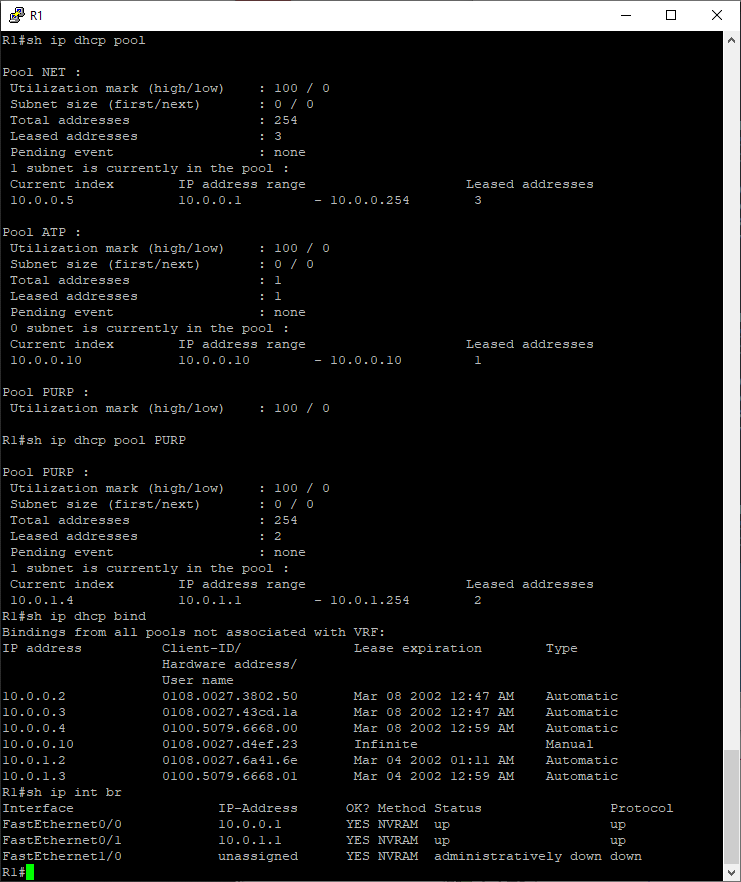 R1
R1#sh ip dhcp pool
Pool NET :
Utilization mark (high/low) : 100 / 0
Subnet size (first/next) : 0 / 0
Total addresses : 254
Leased addresses : 3
Pending event : none
1 subnet is currently in the pool :
Current index IP address range Leased addresses
10.0.0.5 10.0.0.1 - 10.0.0.254 3
Pool ATP :
Utilization mark (high/low) : 100 / 0
Subnet size (first/next) : 0 / 0
Total addresses : 1
Leased addresses : 1
Pending event : none
0 subnet is currently in the pool :
Current index IP address range Leased addresses
10.0.0.10 10.0.0.10 - 10.0.0.10 1
Pool PURP :
Utilization mark (high/low) : 100 / 0
R1#sh ip dhcp pool PURP
Pool PURP :
Utilization mark (high/low) : 100 / 0
Subnet size (first/next) : 0 / 0
Total addresses : 254
Leased addresses : 2
Pending event : none
1 subnet is currently in the pool :
Current index IP address range Leased addresses
10.0.1.4 10.0.1.1 - 10.0.1.254 2
R1#sh ip dhcp bind
Bindings from all pools not associated with VRF:
IP address Client-ID/ Lease expiration Type
Hardware address/
User name
10.0.0.2 0108.0027.3802.50 Mar 08 2002 12:47 AM Automatic
10.0.0.3 0108.0027.43cd.1a Mar 08 2002 12:47 AM Automatic
10.0.0.4 0100.5079.6668.00 Mar 08 2002 12:59 AM Automatic
10.0.0.10 0108.0027.d4ef.23 Infinite Manual
10.0.1.2 0108.0027.6a41.6e Mar 04 2002 01:11 AM Automatic
10.0.1.3 0100.5079.6668.01 Mar 04 2002 12:59 AM Automatic
R1#sh ip int br
Interface IP-Address OK? Method Status Protocol
FastEthernet0/0 10.0.0.1 YES NVRAM up up
FastEthernet0/1 10.0.1.1 YES NVRAM up up
FastEthernet1/0 unassigned YES NVRAM administratively down down
R1#